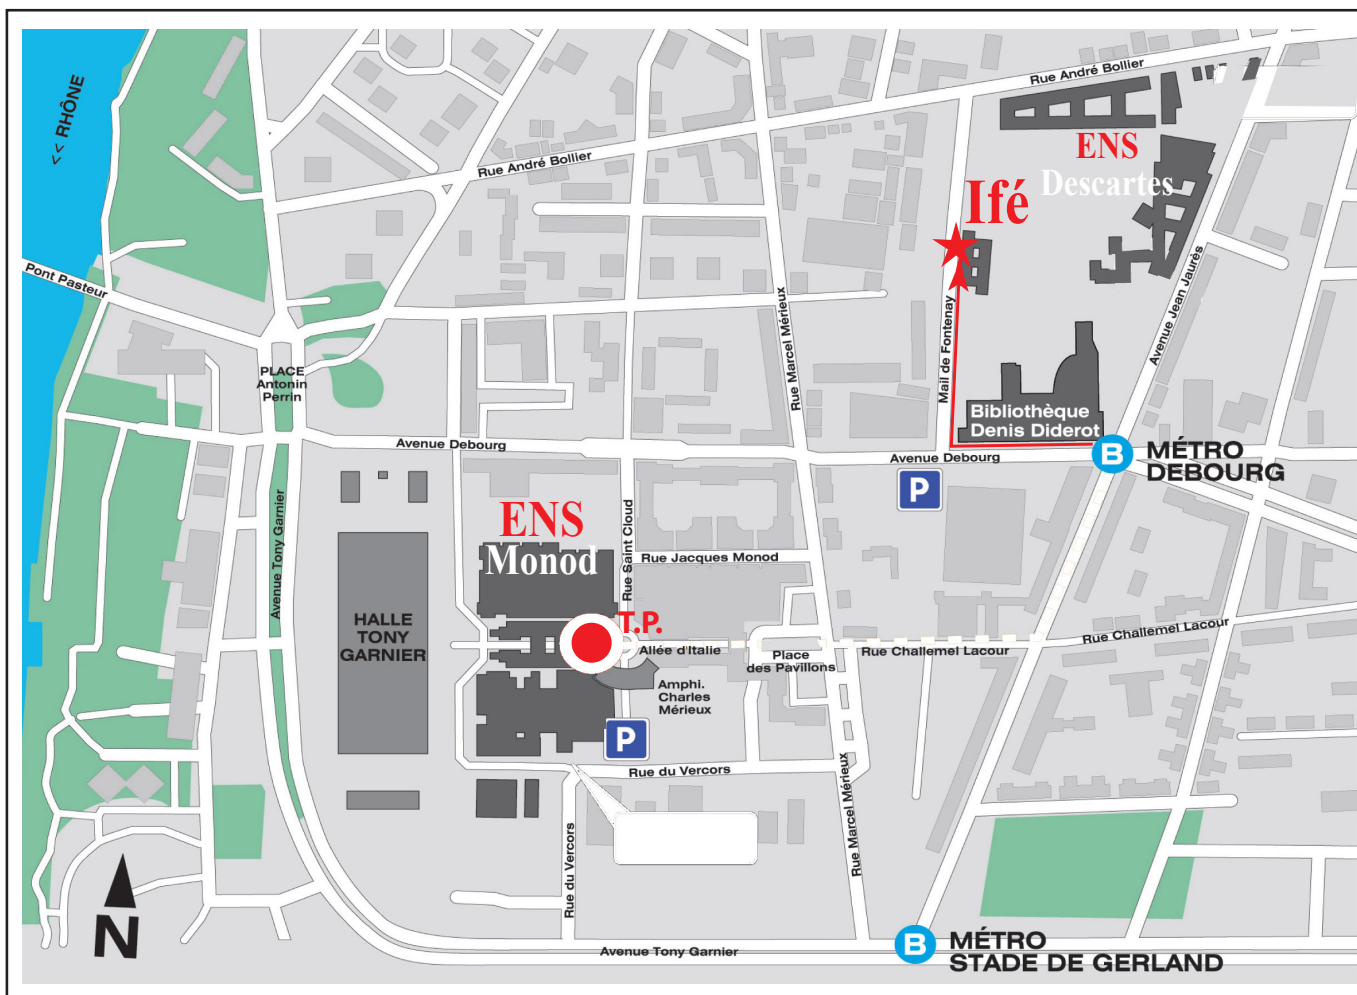 << RHÔNE
Rue André Bollier
Rue André Bollier
ENS
Descartes
Ifé
Pont Pasteur
Rue Marcel Mérieux
Mail de Fontenay
Avenue Jean Jaurès
PLACE
Antonin
Perrin
Bibliothèque
Denis Diderot
Avenue Debourg
Avenue Debourg
B
MÉTRO
DEBOURG
P
Avenue Tony Garnier
ENS
Monod
Rue Saint Cloud
Rue Jacques Monod
HALLE
TONY
GARNIER
T.P.
Allée d'Italie
Place
des Pavillons
Rue Challemel Lacour
Rue Challemel Lacour
Amphi.
Charles
Mérieux
P
Rue du Vercors
Rue Marcel Mérieux
Rue du Vercors
N
Avenue Tony Garnier
B
MÉTRO
STADE DE GERLAND